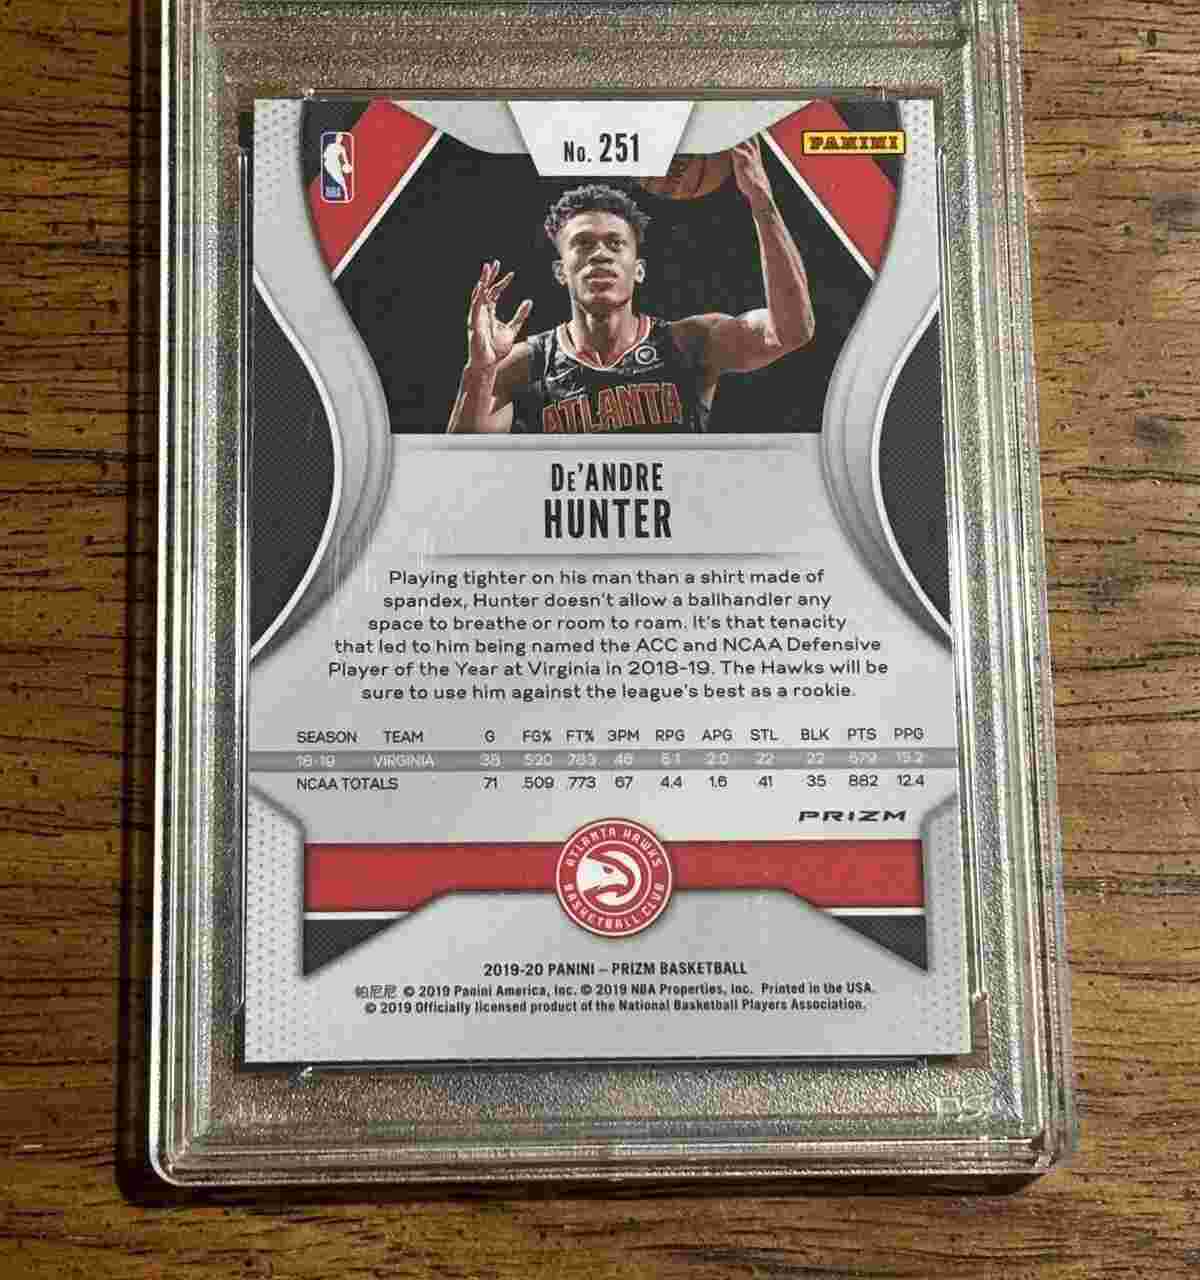 No. 251
PANINI
NBA
ATLANTA
De'ANDRE
HUNTER
Playing tighter on his man than a shirt made of
spandex, Hunter doesn't allow a ballhandler any
space to breathe or room to roam. It's that tenacity
that led to him being named the ACC and NCAA Defensive
Player of the Year at Virginia in 2018-19. The Hawks will be
sure to use him against the league's best as a rookie.
SEASON TEAM G FG% FT% 3PM RPG APG STL BLK PTS PPG
18-19 VIRGINIA 38 .520 .783 46 5.1 2.0 22 22 579 15.2
NCAA TOTALS 71 .509 .773 67 4.4 1.6 41 35 882 12.4
PRIZM
ATLANTA HAWKS
BASKETBALL CLUB
2019-20 PANINI – PRIZM BASKETBALL
帕尼尼 © 2019 Panini America, Inc. © 2019 NBA Properties, Inc. Printed in the USA.
© 2019 Officially licensed product of the National Basketball Players Association.